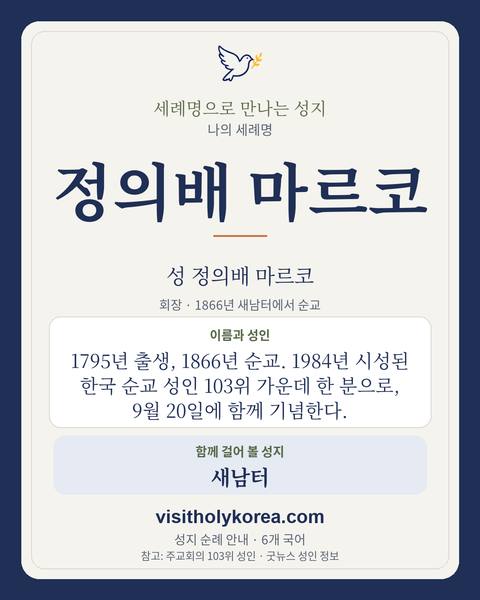 세례명으로 만나는 성지
나의 세례명
정의배 마르코
성 정의배 마르코
회장 · 1866년 새남터에서 순교
이름과 성인
1795년 출생, 1866년 순교. 1984년 시성된
한국 순교 성인 103위 가운데 한 분으로,
9월 20일에 함께 기념한다.
함께 걸어 볼 성지
새남터
visitholykorea.com
성지 순례 안내 · 6개 국어
참고: 주교회의 103위 성인 · 굿뉴스 성인 정보